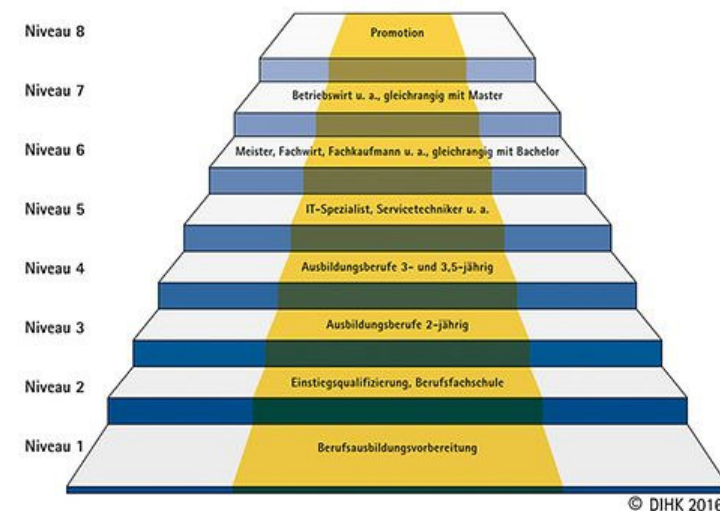 Niveau 8 Promotion
Niveau 7 Betriebswirt u. a., gleichrangig mit Master
Niveau 6 Meister, Fachwirt, Fachkaufmann u. a., gleichrangig mit Bachelor
Niveau 5 IT-Spezialist, Servicetechniker u. a.
Niveau 4 Ausbildungsberufe 3- und 3,5-jährig
Niveau 3 Ausbildungsberufe 2-jährig
Niveau 2 Einstiegsqualifizierung, Berufsfachschule
Niveau 1 Berufsausbildungsvorbereitung
© DIHK 2016